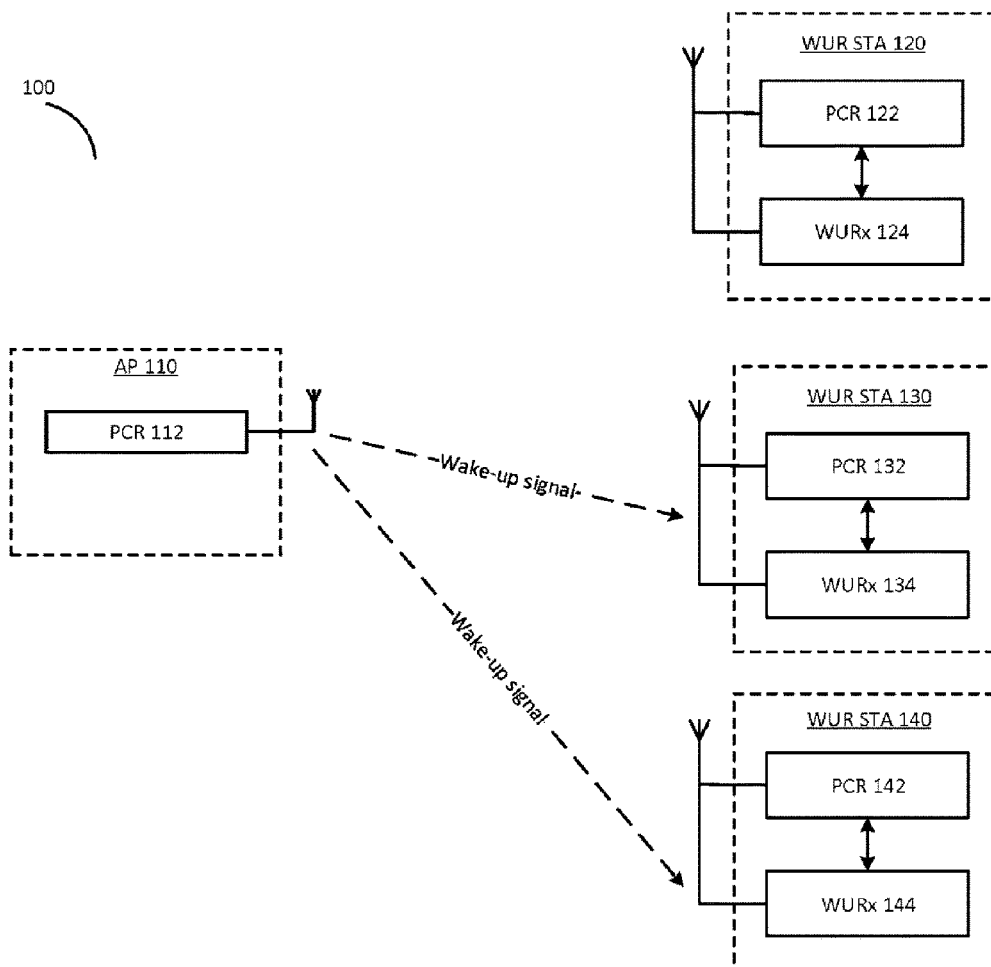 100
WUR STA 120
PCR 122
WURx 124
AP 110
PCR 112
Wake-up signal
Wake-up signal
WUR STA 130
PCR 132
WURx 134
WUR STA 140
PCR 142
WURx 144